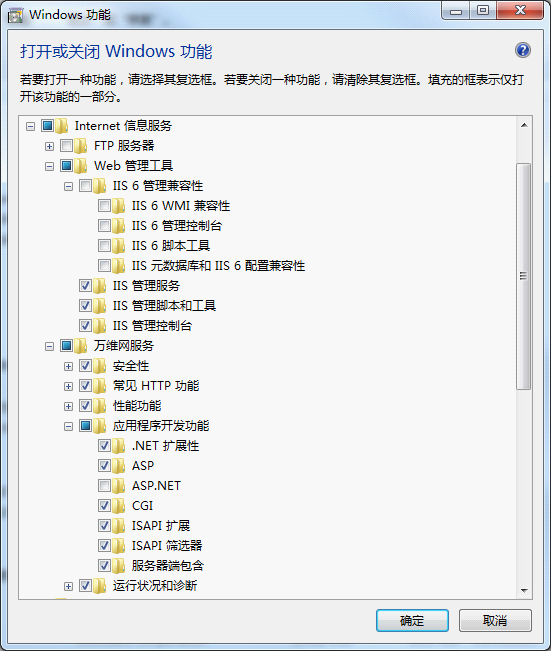 Windows 功能
打开或关闭 Windows 功能
若要打开一种功能，请选择其复选框。若要关闭一种功能，请清除其复选框。填充的框表示仅打
开该功能的一部分。
Internet 信息服务
FTP 服务器
Web 管理工具
IIS 6 管理兼容性
IIS 6 WMI 兼容性
IIS 6 管理控制台
IIS 6 脚本工具
IIS 元数据库和 IIS 6 配置兼容性
IIS 管理服务
IIS 管理脚本和工具
IIS 管理控制台
万维网服务
安全性
常见 HTTP 功能
性能功能
应用程序开发功能
.NET 扩展性
ASP
ASP.NET
CGI
ISAPI 扩展
ISAPI 筛选器
服务器端包含
运行状况和诊断
确定 取消